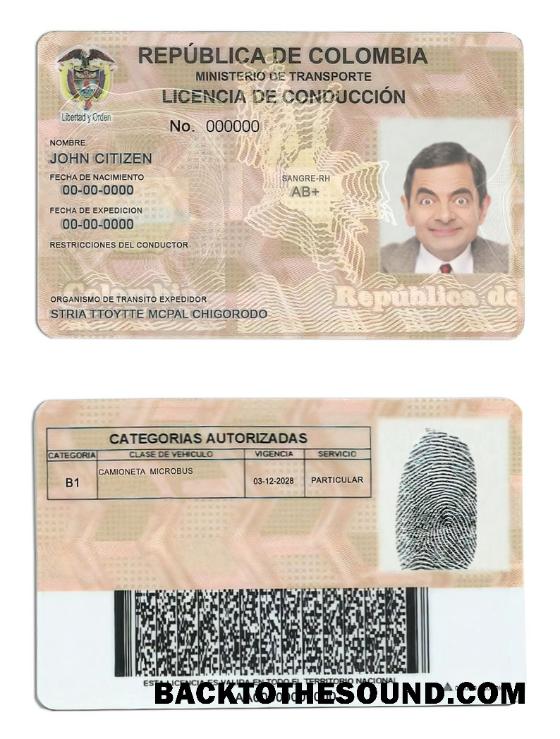 REPÚBLICA DE COLOMBIA
MINISTERIO DE TRANSPORTE
LICENCIA DE CONDUCCIÓN
Libertad y Orden
No. 000000
NOMBRE
JOHN CITIZEN
FECHA DE NACIMIENTO
00-00-0000
SANGRE-RH
AB+
FECHA DE EXPEDICION
00-00-0000
RESTRICCIONES DEL CONDUCTOR
Colombia
República de
ORGANISMO DE TRANSITO EXPEDIDOR
STRIA TTOYTTE MCPAL CHIGORODO
CATEGORIAS AUTORIZADAS
CATEGORIA CLASE DE VEHICULO VIGENCIA SERVICIO
B1 CAMIONETA MICROBUS 03-12-2028 PARTICULAR
ESTA LICENCIA ES VALIDA EN TODO EL TERRITORIO NACIONAL
BACKTOTHESOUND.COM